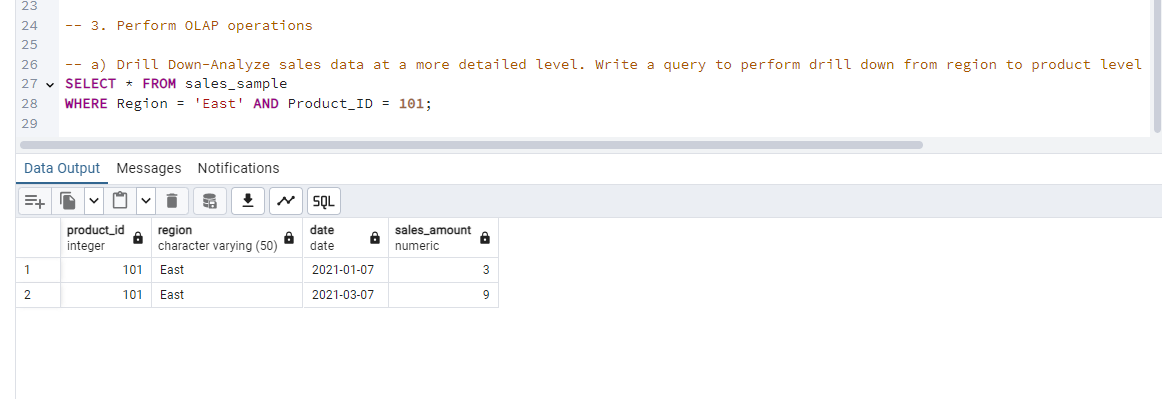 23
24 -- 3. Perform OLAP operations
25
26 -- a) Drill Down-Analyze sales data at a more detailed level. Write a query to perform drill down from region to product level
27 SELECT * FROM sales_sample
28 WHERE Region = 'East' AND Product_ID = 101;
29
Data Output Messages Notifications
SQL
product_id region date sales_amount
integer character varying (50) date numeric
1 101 East 2021-01-07 3
2 101 East 2021-03-07 9